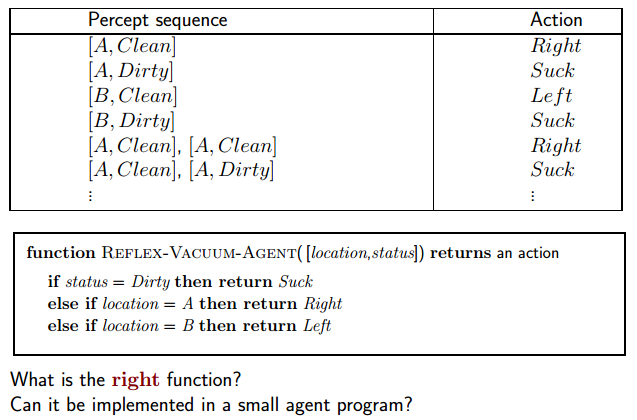 Percept sequence Action
[A, Clean] Right
[A, Dirty] Suck
[B, Clean] Left
[B, Dirty] Suck
[A, Clean], [A, Clean] Right
[A, Clean], [A, Dirty] Suck
⋮ ⋮
function REFLEX-VACUUM-AGENT([location,status]) returns an action
if status = Dirty then return Suck
else if location = A then return Right
else if location = B then return Left
What is the right function?
Can it be implemented in a small agent program?